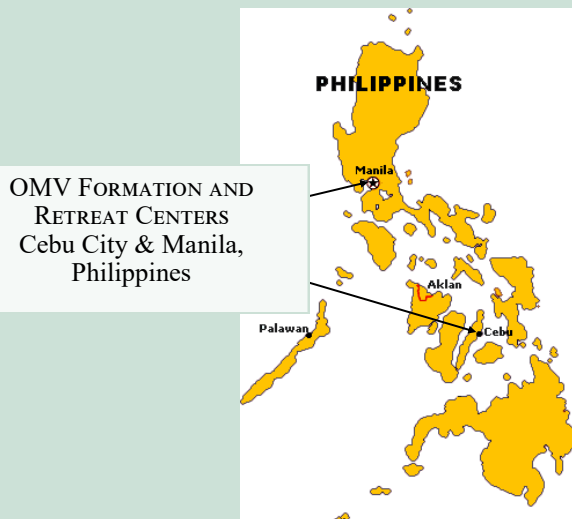 PHILIPPINES
Manila
OMV FORMATION AND
RETREAT CENTERS
Cebu City & Manila,
Philippines
Aklan
Palawan
Cebu